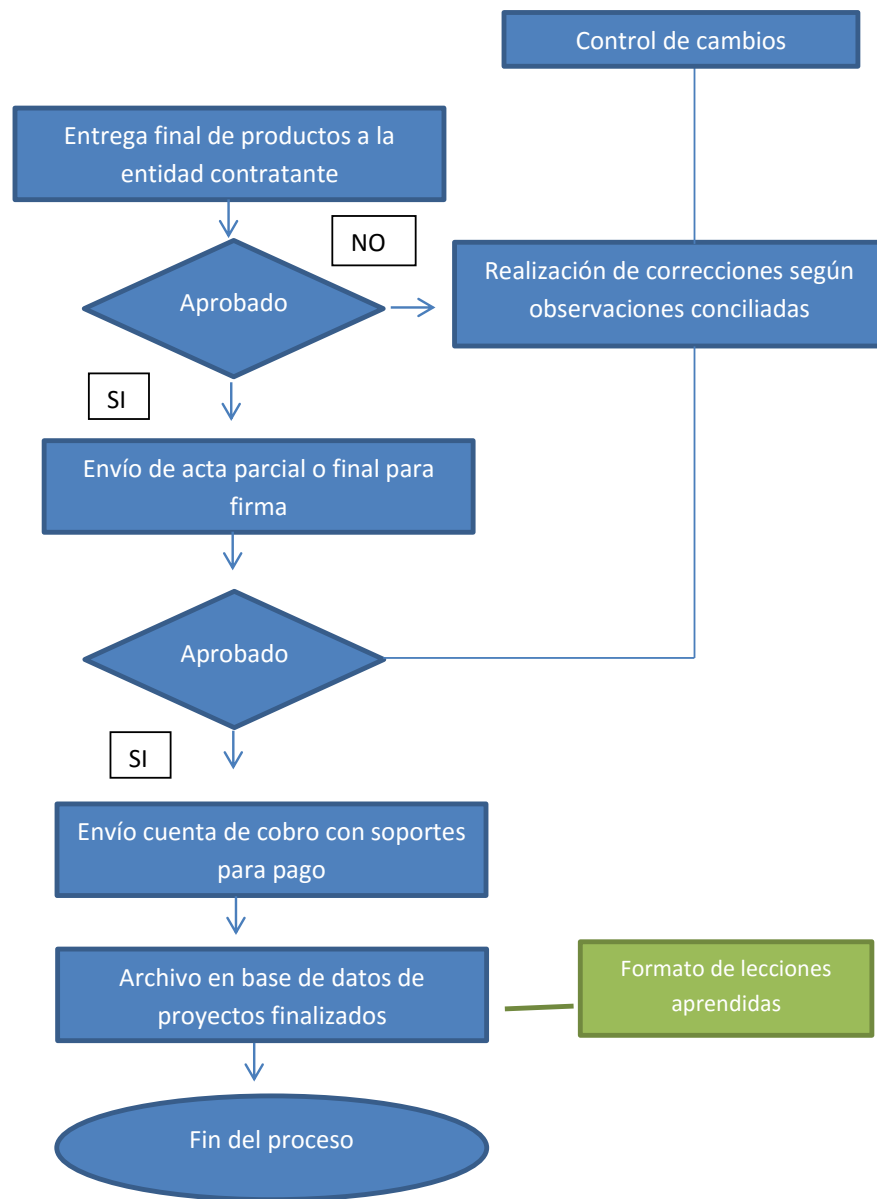 Control de cambios
Entrega final de productos a la
entidad contratante
NO
Aprobado
Realización de correcciones según
observaciones conciliadas
SI
Envío de acta parcial o final para
firma
Aprobado
SI
Envío cuenta de cobro con soportes
para pago
Archivo en base de datos de
proyectos finalizados
Formato de lecciones
aprendidas
Fin del proceso